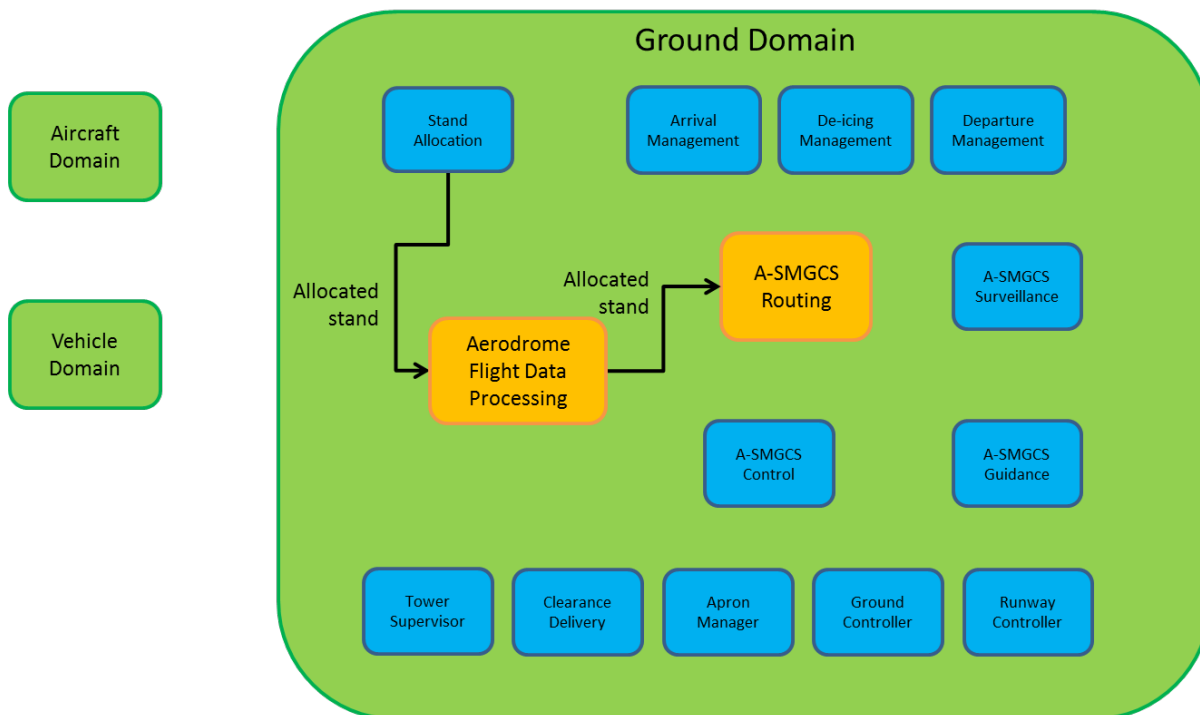 Ground Domain
Aircraft
Domain
Vehicle
Domain
Stand
Allocation
Arrival
Management
De-icing
Management
Departure
Management
Allocated
stand
Allocated
stand
A-SMGCS
Routing
A-SMGCS
Surveillance
Aerodrome
Flight Data
Processing
A-SMGCS
Control
A-SMGCS
Guidance
Tower
Supervisor
Clearance
Delivery
Apron
Manager
Ground
Controller
Runway
Controller